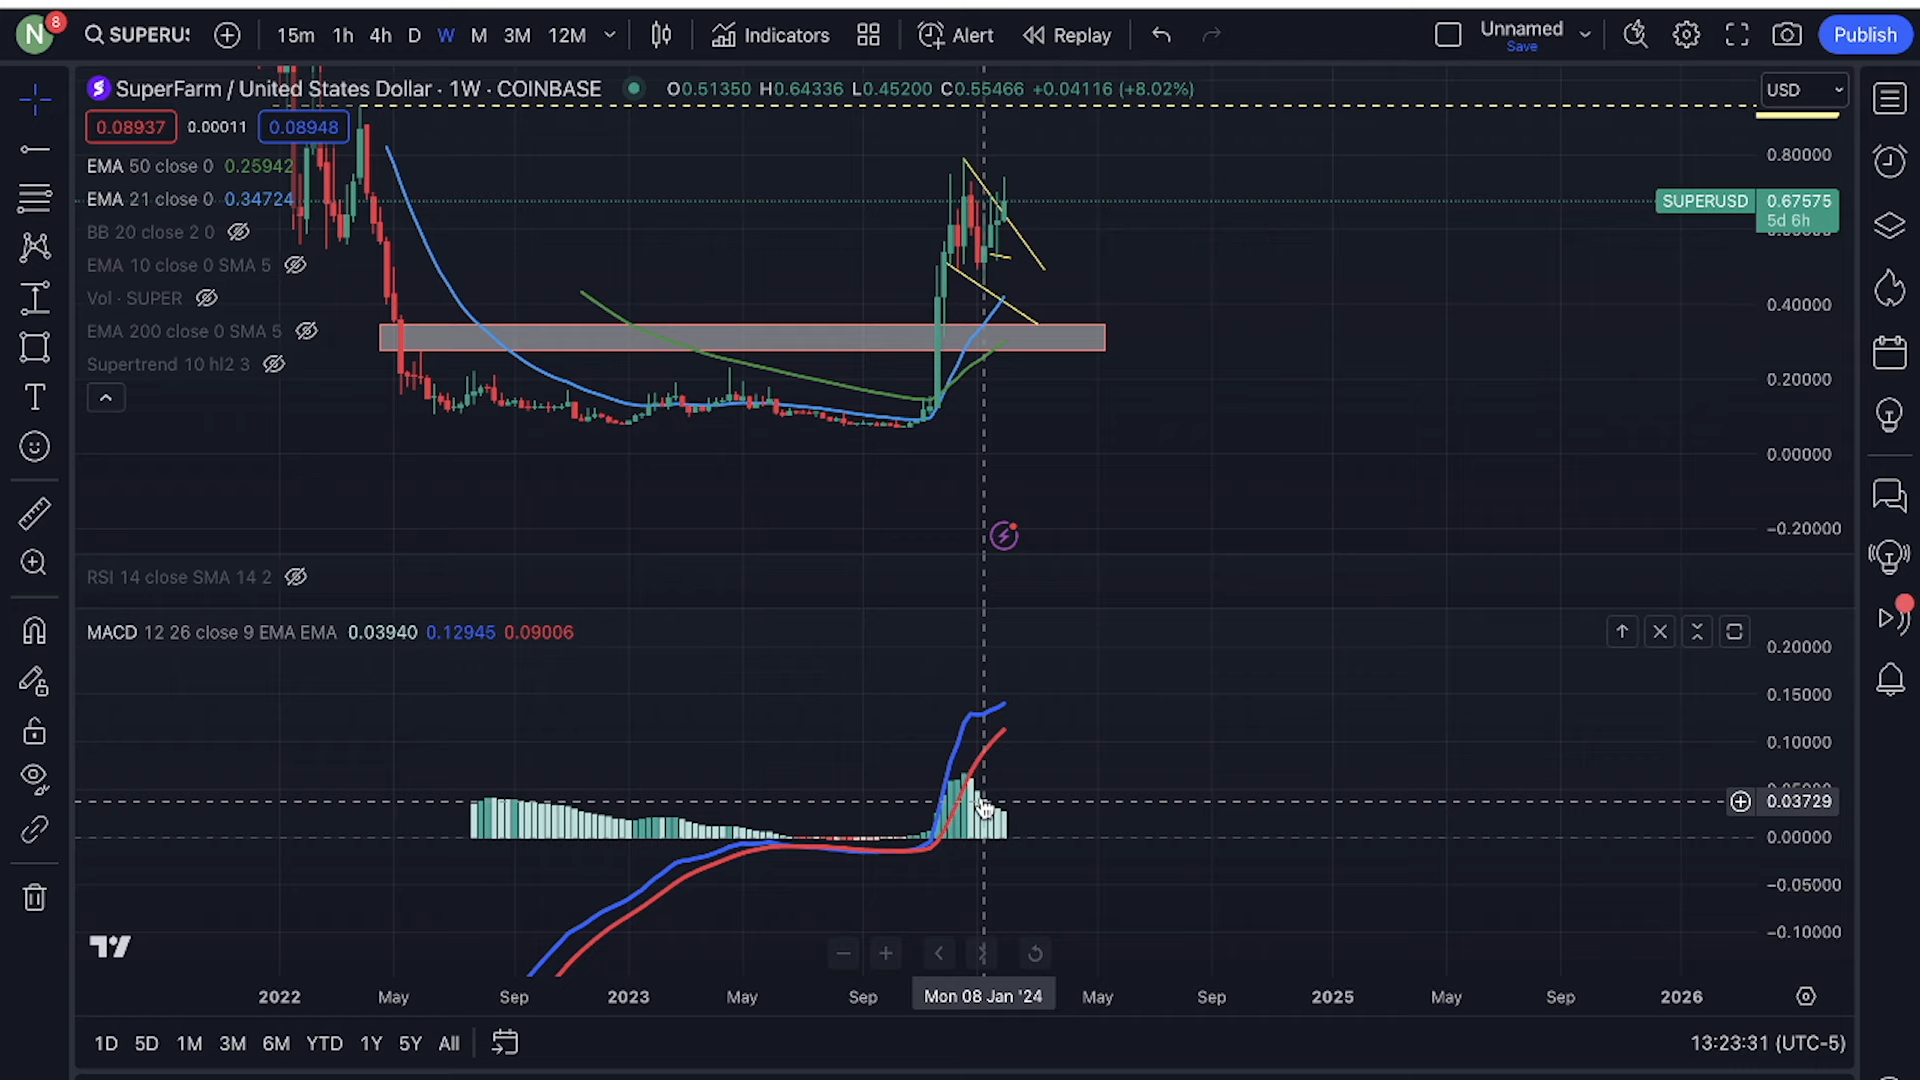 N
8
SUPERU:
15m 1h 4h D W M 3M 12M
Indicators
Alert
Replay
Unnamed
Save
Publish
SuperFarm / United States Dollar · 1W · COINBASE
O0.51350 H0.64336 L0.45200 C0.55466 +0.04116 (+8.02%)
USD
0.08937 0.00011 0.08948
EMA 50 close 0 0.25942
EMA 21 close 0 0.34724
BB 20 close 2 0
EMA 10 close 0 SMA 5
Vol · SUPER
EMA 200 close 0 SMA 5
Supertrend 10 hl2 3
0.80000
SUPERUSD 0.67575
5d 6h
0.60000
0.40000
0.20000
0.00000
−0.20000
RSI 14 close SMA 14 2
MACD 12 26 close 9 EMA EMA 0.03940 0.12945 0.09006
0.20000
0.15000
0.10000
0.05000
0.03729
0.00000
−0.05000
−0.10000
2022 May Sep 2023 May Sep Mon 08 Jan '24 May Sep 2025 May Sep 2026
1D 5D 1M 3M 6M YTD 1Y 5Y All
13:23:31 (UTC-5)